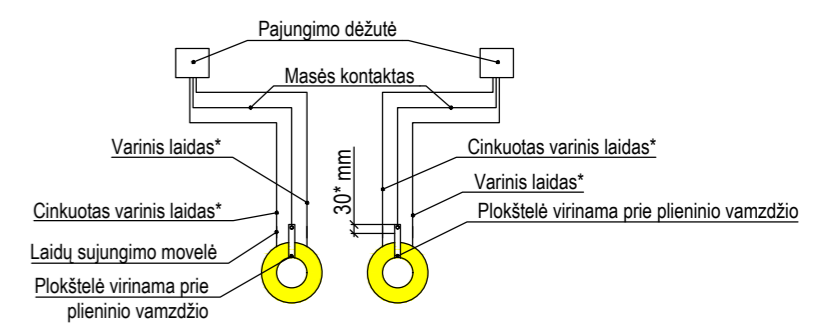 Pajungimo dėžutė
Masės kontaktas
Varinis laidas*
Cinkuotas varinis laidas*
30* mm
Varinis laidas*
Cinkuotas varinis laidas*
Plokštelė virinama prie plieninio vamzdžio
Laidų sujungimo movelė
Plokštelė virinama prie
plieninio vamzdžio